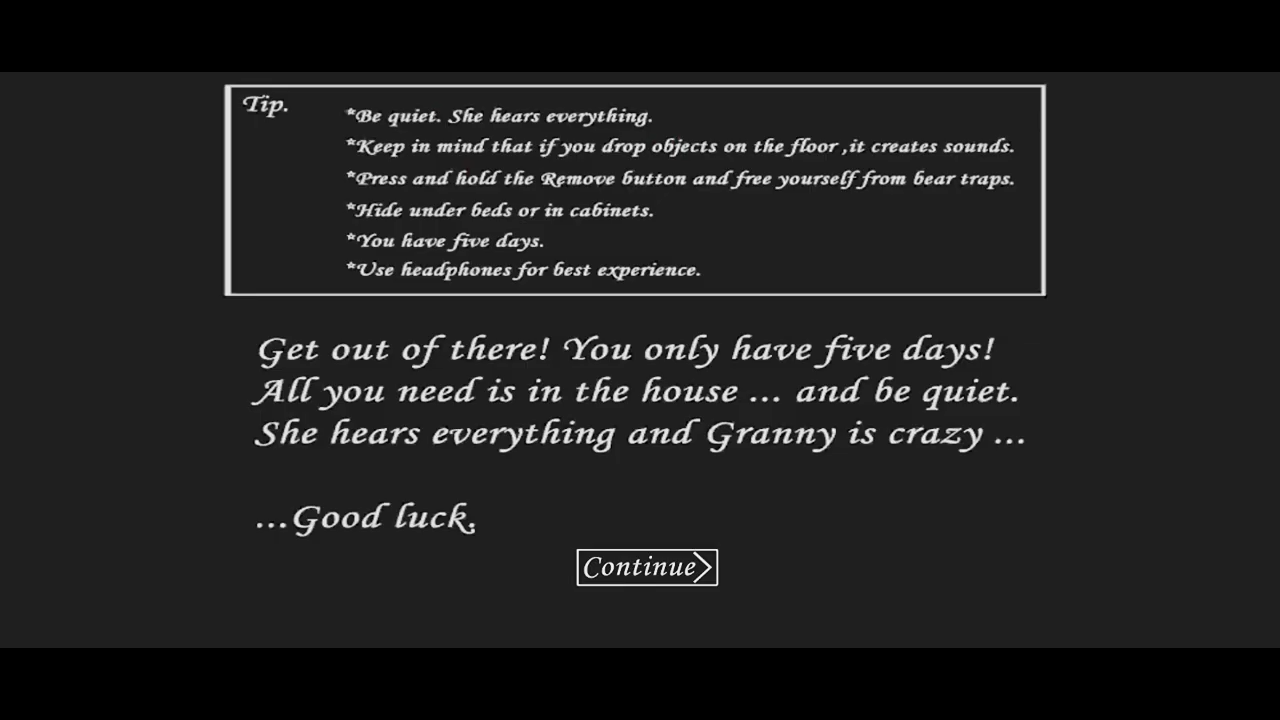 Tip.
*Be quiet. She hears everything.
*Keep in mind that if you drop objects on the floor ,it creates sounds.
*Press and hold the Remove button and free yourself from bear traps.
*Hide under beds or in cabinets.
*You have five days.
*Use headphones for best experience.
Get out of there! You only have five days!
All you need is in the house ... and be quiet.
She hears everything and Granny is crazy ...
...Good luck.
Continue>